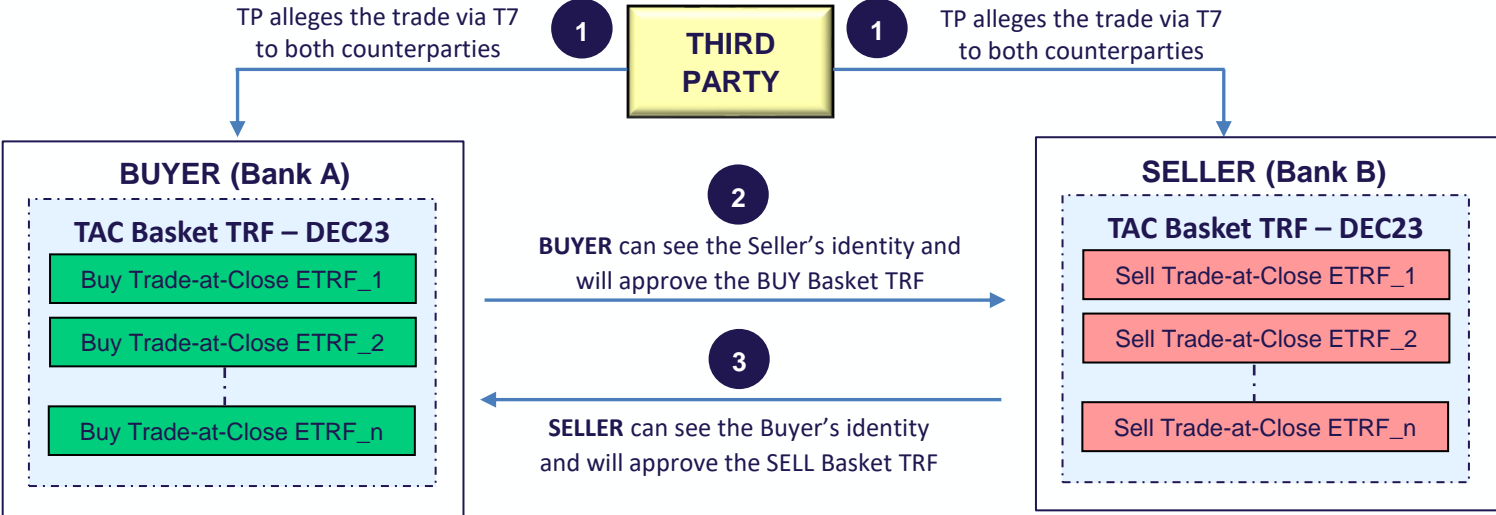 TP alleges the trade via T7
to both counterparties
1
THIRD
PARTY
1
TP alleges the trade via T7
to both counterparties
BUYER (Bank A)
TAC Basket TRF – DEC23
Buy Trade-at-Close ETRF_1
Buy Trade-at-Close ETRF_2
Buy Trade-at-Close ETRF_n
2
BUYER can see the Seller’s identity and
will approve the BUY Basket TRF
3
SELLER can see the Buyer’s identity
and will approve the SELL Basket TRF
SELLER (Bank B)
TAC Basket TRF – DEC23
Sell Trade-at-Close ETRF_1
Sell Trade-at-Close ETRF_2
Sell Trade-at-Close ETRF_n